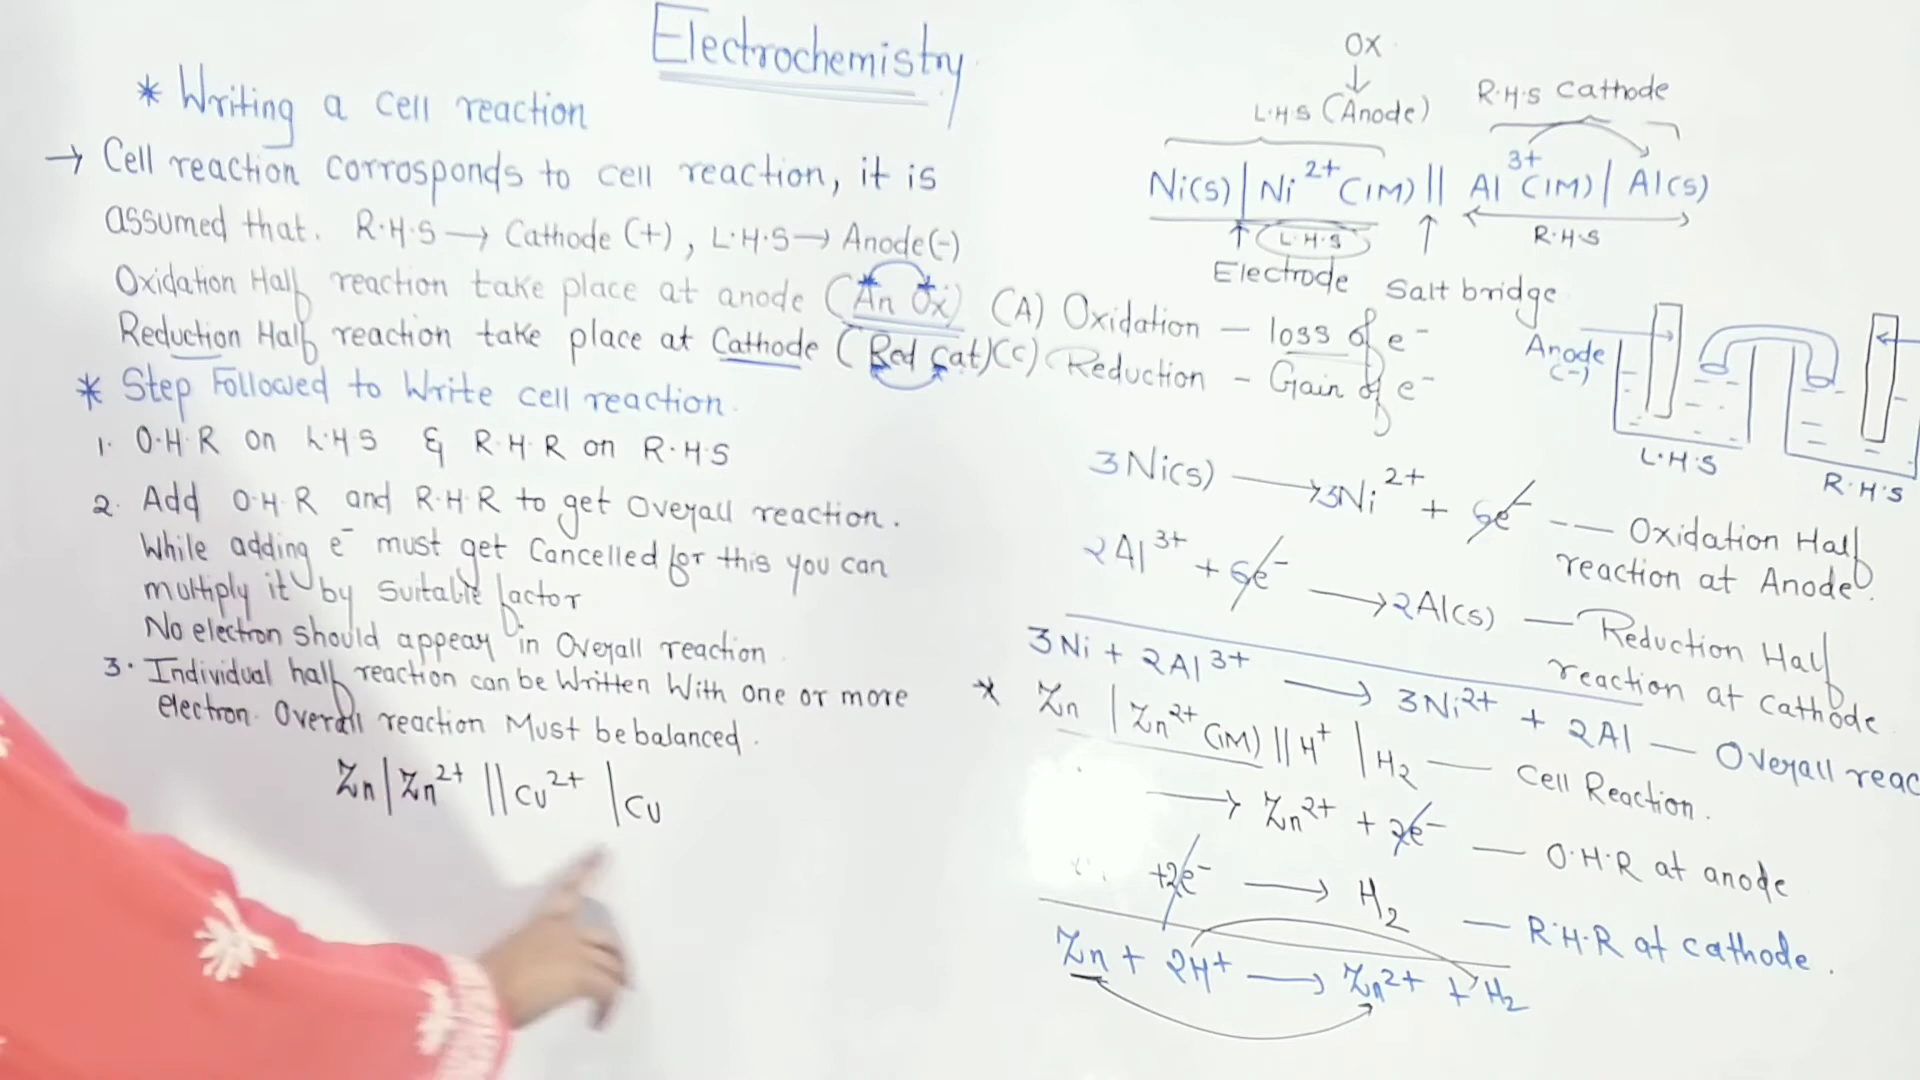 Electrochemistry
* Writing a cell reaction
→ Cell reaction corrosponds to cell reaction, it is
assumed that. R.H.S → Cathode (+), L.H.S → Anode(-)
Oxidation Half reaction take place at anode (An Ox) (A) Oxidation – loss of e⁻
Reduction Half reaction take place at Cathode (Red Cat) (C) Reduction – Gain of e⁻
* Step Followed to Write cell reaction.
1. O.H.R on L.H.S & R.H.R on R.H.S
2. Add O.H.R and R.H.R to get Overall reaction.
While adding e⁻ must get Cancelled for this you can
multiply it by Suitable factor
No electron should appear in Overall reaction.
3. Individual half reaction can be Written With one or more
electron. Overall reaction Must be balanced.
Zn | Zn²⁺ || Cu²⁺ | Cu
OX
↓
L.H.S (Anode)
R.H.S Cathode
Ni(s) | Ni²⁺ (1M) || Al³⁺ (1M) | Al(s)
L.H.S
R.H.S
Electrode
Salt bridge
Anode
(-)
L.H.S
R.H.S
3Ni(s) → 3Ni²⁺ + 6e⁻ -- — Oxidation Half
reaction at Anode.
2Al³⁺ + 6e⁻ → 2Al(s) — Reduction Half
reaction at cathode
3Ni + 2Al³⁺ → 3Ni²⁺ + 2Al — Overall reac
* Zn | Zn²⁺ (1M) || H⁺ | H₂ — Cell Reaction.
→ Zn²⁺ + 2e⁻ — O.H.R at anode
+2e⁻ → H₂ — R.H.R at cathode.
Zn + 2H⁺ → Zn²⁺ + H₂